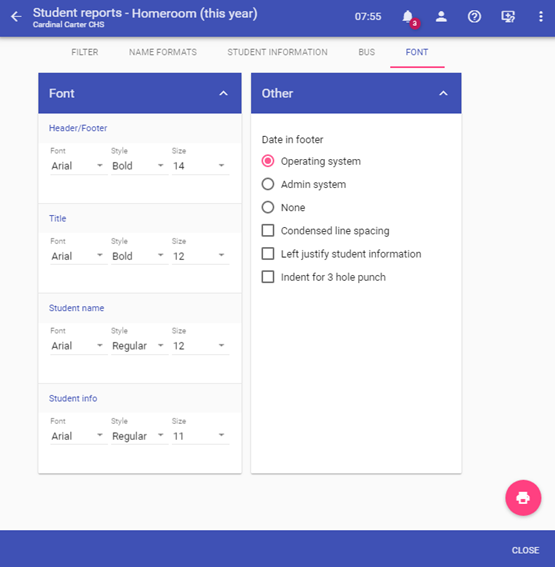 Student reports - Homeroom (this year)
Cardinal Carter CHS
07:55
3
FILTER
NAME FORMATS
STUDENT INFORMATION
BUS
FONT
Font
Header/Footer
Font Style Size
Arial Bold 14
Title
Font Style Size
Arial Bold 12
Student name
Font Style Size
Arial Regular 12
Student info
Font Style Size
Arial Regular 11
Other
Date in footer
Operating system
Admin system
None
Condensed line spacing
Left justify student information
Indent for 3 hole punch
CLOSE